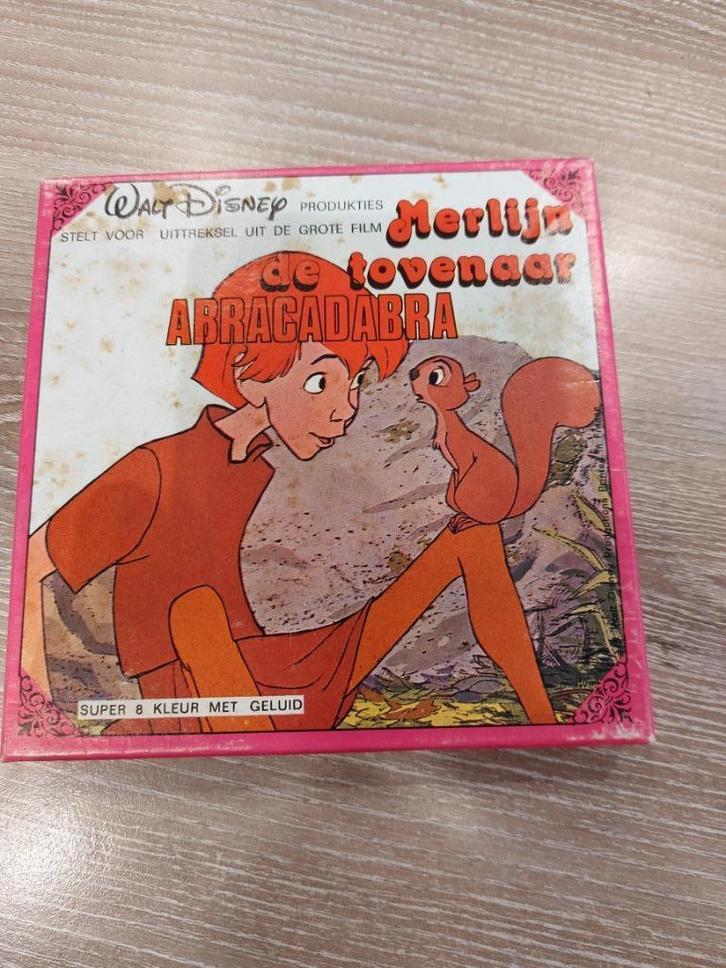 WALT DISNEY PRODUKTIES
STELT VOOR UITTREKSEL UIT DE GROTE FILM Merlijn
de tovenaar
ABRACADABRA
SUPER 8 KLEUR MET GELUID